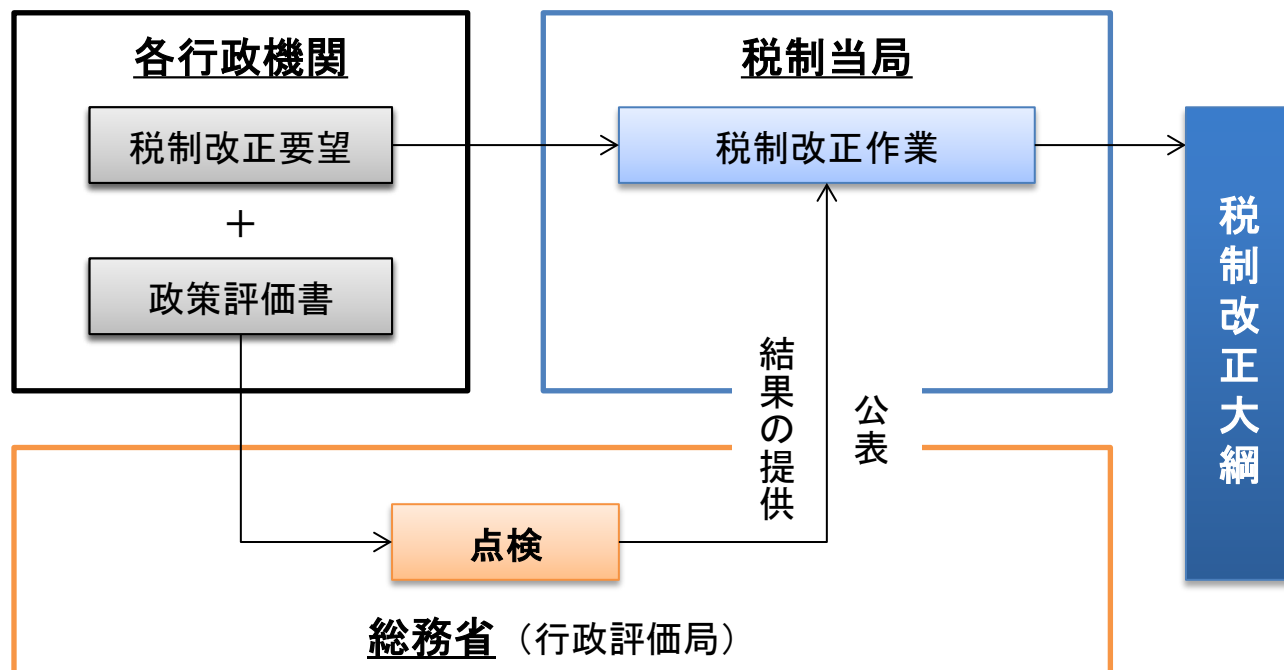 各行政機関
税制改正要望
＋
政策評価書
税制当局
税制改正作業
結果の提供
公表
点検
総務省（行政評価局）
税制改正大綱